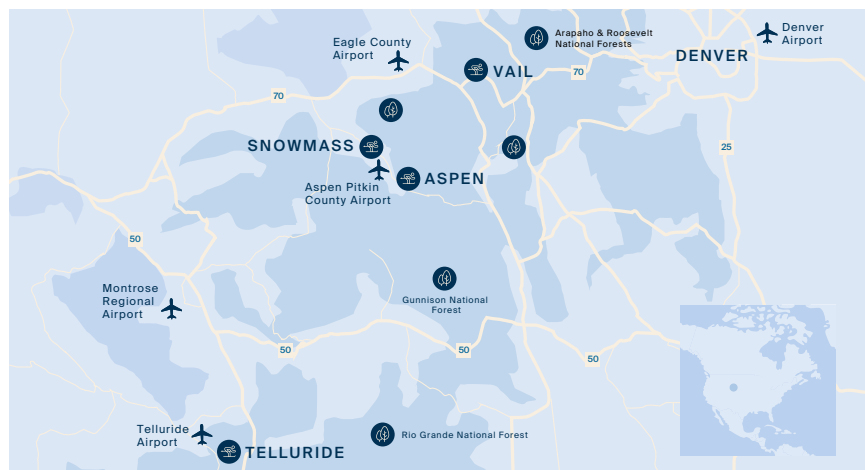 Arapaho & Roosevelt
National Forests
Denver
Airport
Eagle County
Airport
DENVER
VAIL
70
70
SNOWMASS
25
ASPEN
Aspen Pitkin
County Airport
50
Montrose
Regional
Airport
Gunnison National
Forest
50
50
50
Telluride
Airport
Rio Grande National Forest
TELLURIDE